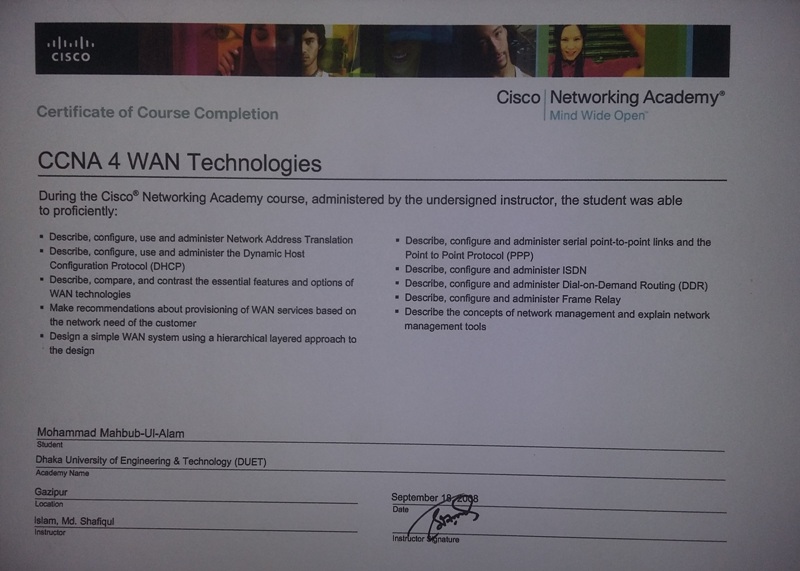 CISCO
Cisco Networking Academy®
Mind Wide Open™
Certificate of Course Completion
CCNA 4 WAN Technologies
During the Cisco® Networking Academy course, administered by the undersigned instructor, the student was able
to proficiently:
▪ Describe, configure, use and administer Network Address Translation
▪ Describe, configure, use and administer the Dynamic Host
Configuration Protocol (DHCP)
▪ Describe, compare, and contrast the essential features and options of
WAN technologies
▪ Make recommendations about provisioning of WAN services based on
the network need of the customer
▪ Design a simple WAN system using a hierarchical layered approach to
the design
▪ Describe, configure and administer serial point-to-point links and the
Point to Point Protocol (PPP)
▪ Describe, configure and administer ISDN
▪ Describe, configure and administer Dial-on-Demand Routing (DDR)
▪ Describe, configure and administer Frame Relay
▪ Describe the concepts of network management and explain network
management tools
Mohammad Mahbub-Ul-Alam
Student
Dhaka University of Engineering & Technology (DUET)
Academy Name
Gazipur
Location
September 18, 2008
Date
Islam, Md. Shafiqul
Instructor
Instructor Signature